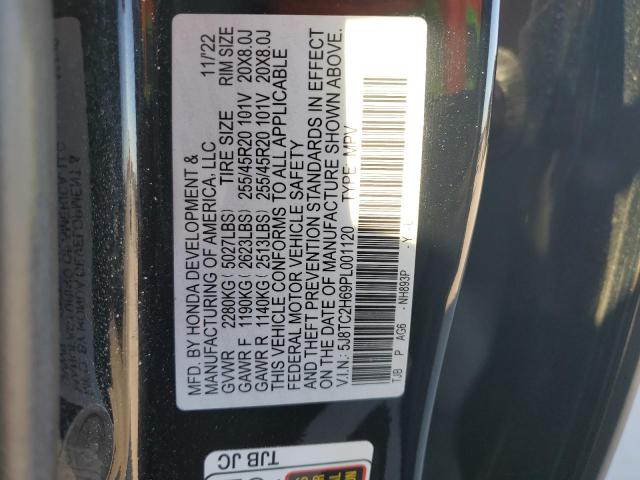 MFD. BY HONDA DEVELOPMENT & 11/22
MANUFACTURING OF AMERICA, LLC
GVWR 2280KG( 5027LBS) TIRE SIZE RIM SIZE
GAWR F 1190KG( 2623LBS) 255/45R20 101V 20X8.0J
GAWR R 1140KG( 2513LBS) 255/45R20 101V 20X8.0J
THIS VEHICLE CONFORMS TO ALL APPLICABLE
FEDERAL MOTOR VEHICLE SAFETY
AND THEFT PREVENTION STANDARDS IN EFFECT
ON THE DATE OF MANUFACTURE SHOWN ABOVE.
V.I.N.: 5J8TC2H69PL001120 TYPE: MPV
TJB P AG6 -NH893P
TJB JC